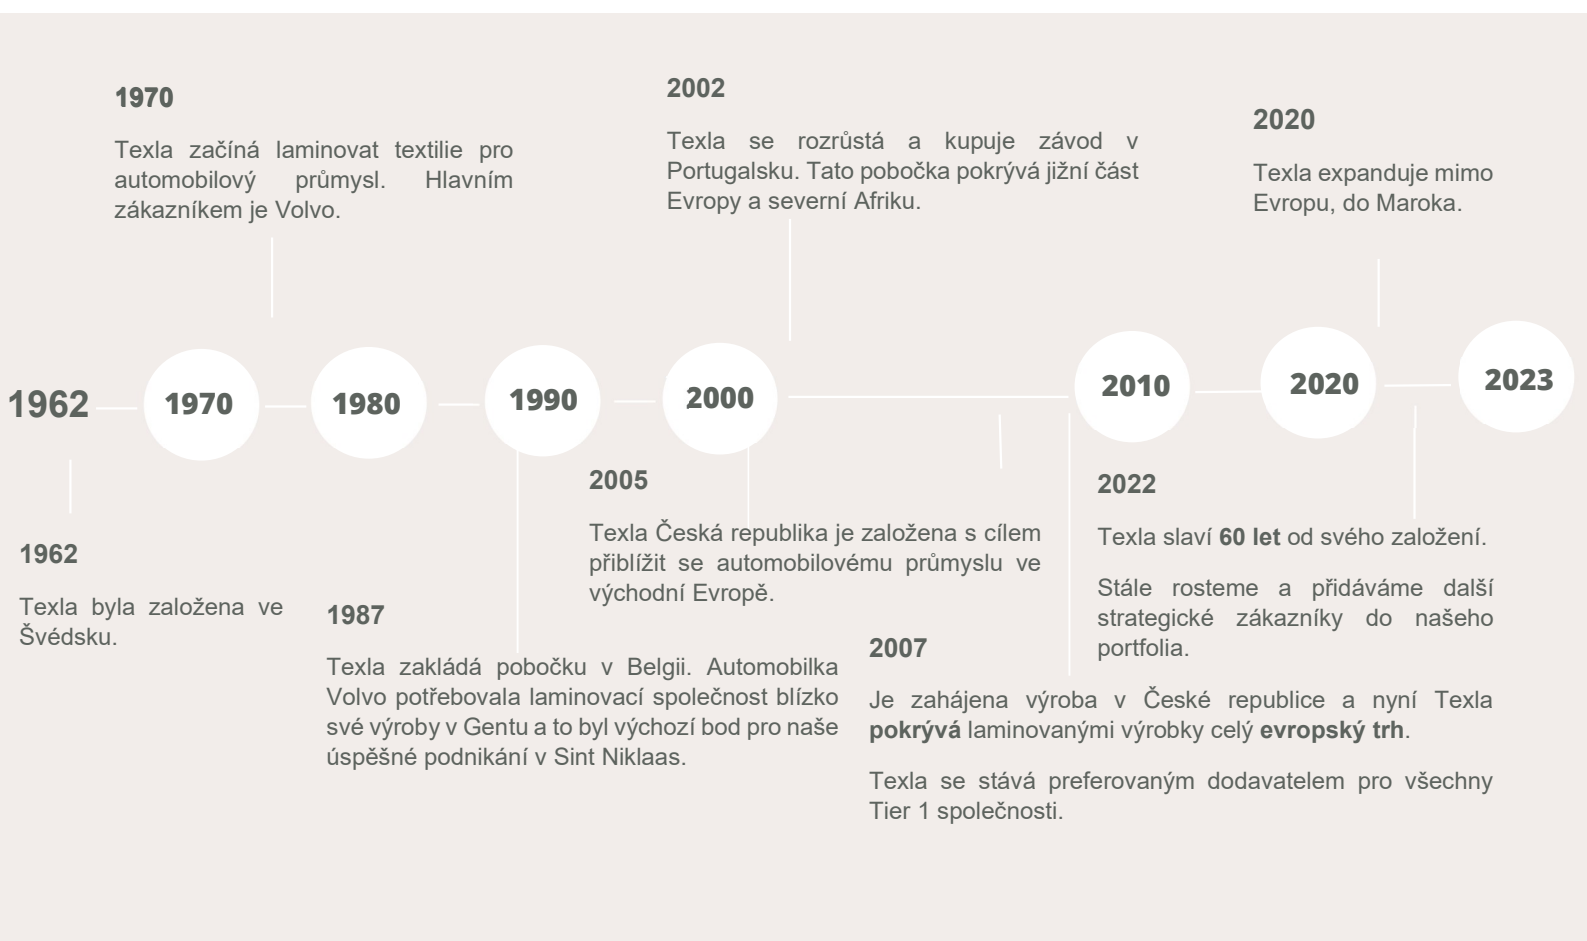 1970
Texla začíná laminovat textilie pro
automobilový průmysl. Hlavním
zákazníkem je Volvo.
2002
Texla se rozrůstá a kupuje závod v
Portugalsku. Tato pobočka pokrývá jižní část
Evropy a severní Afriku.
2020
Texla expanduje mimo
Evropu, do Maroka.
1962
1970
1980
1990
2000
2010
2020
2023
1962
Texla byla založena ve
Švédsku.
1987
Texla zakládá pobočku v Belgii. Automobilka
Volvo potřebovala laminovací společnost blízko
své výroby v Gentu a to byl výchozí bod pro naše
úspěšné podnikání v Sint Niklaas.
2005
Texla Česká republika je založena s cílem
přiblížit se automobilovému průmyslu ve
východní Evropě.
2007
Je zahájena výroba v České republice a nyní Texla
pokrývá laminovanými výrobky celý evropský trh.
Texla se stává preferovaným dodavatelem pro všechny
Tier 1 společnosti.
2022
Texla slaví 60 let od svého založení.
Stále rosteme a přidáváme další
strategické zákazníky do našeho
portfolia.